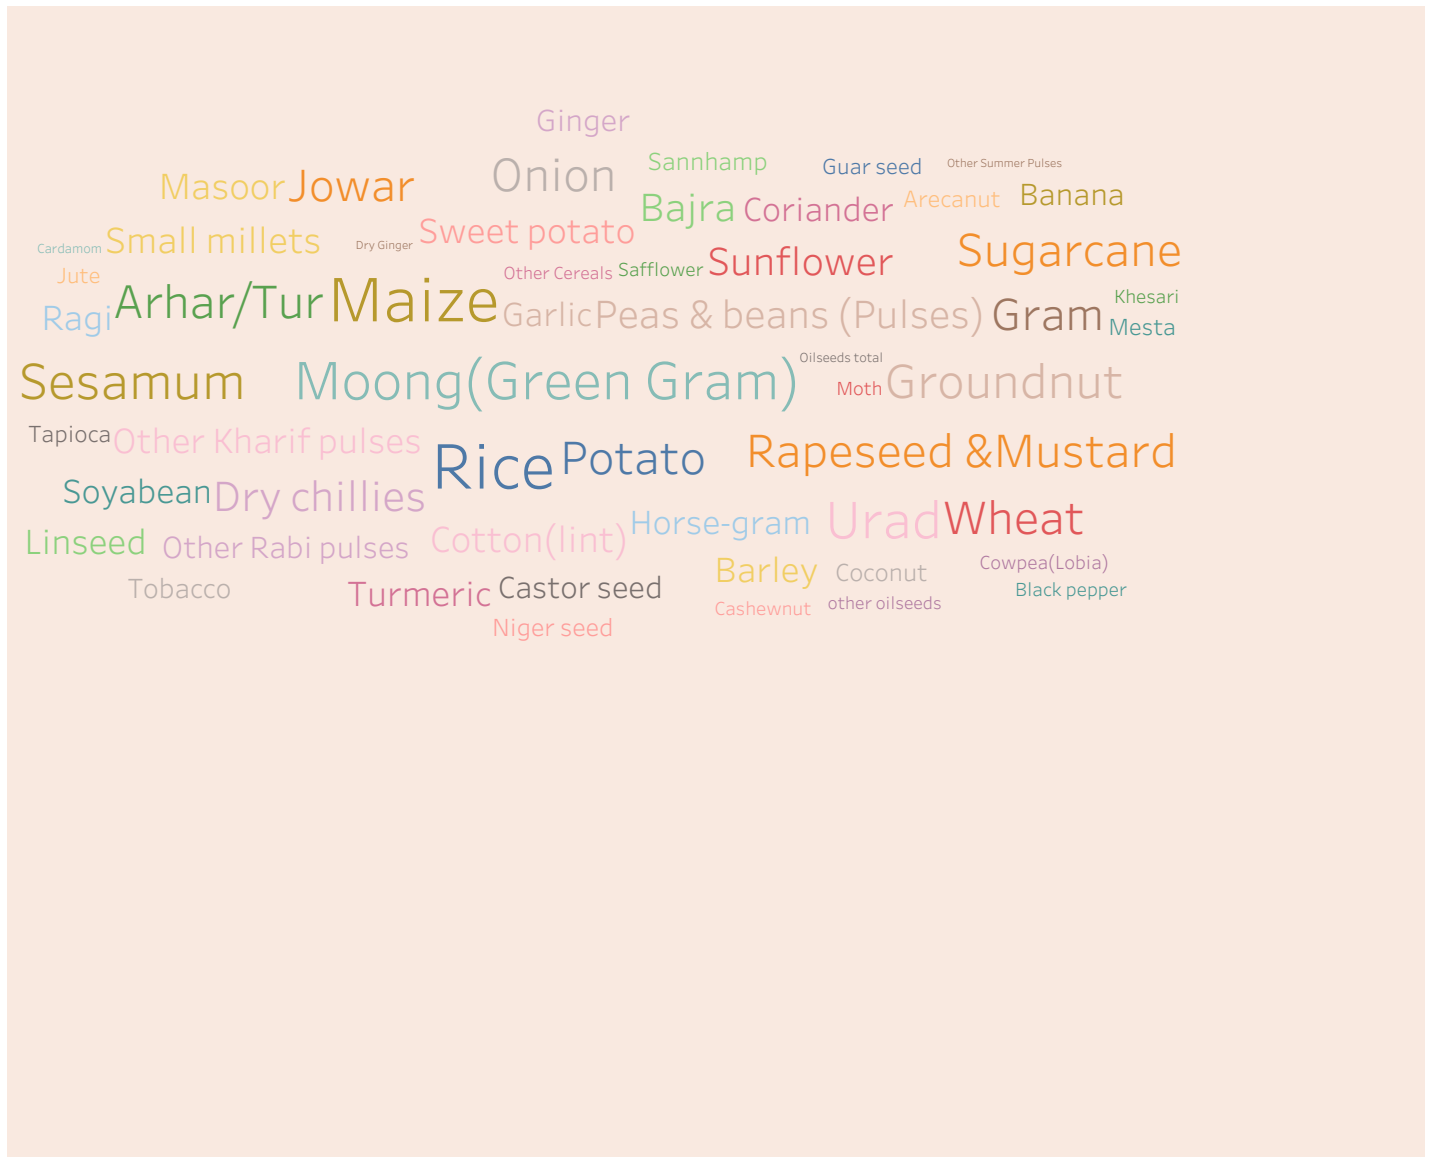 Ginger
Onion
Sannhamp
Guar seed
Other Summer Pulses
Masoor
Jowar
Bajra
Coriander
Arecanut
Banana
Cardamom
Small millets
Dry Ginger
Sweet potato
Sugarcane
Jute
Other Cereals
Safflower
Sunflower
Ragi
Arhar/Tur
Maize
Garlic
Peas & beans (Pulses)
Gram
Khesari
Mesta
Sesamum
Moong(Green Gram)
Oilseeds total
Moth
Groundnut
Tapioca
Other Kharif pulses
Rice
Potato
Rapeseed &Mustard
Soyabean
Dry chillies
Linseed
Other Rabi pulses
Cotton(lint)
Horse-gram
Urad
Wheat
Tobacco
Turmeric
Castor seed
Barley
Coconut
Cowpea(Lobia)
Black pepper
Cashewnut
other oilseeds
Niger seed